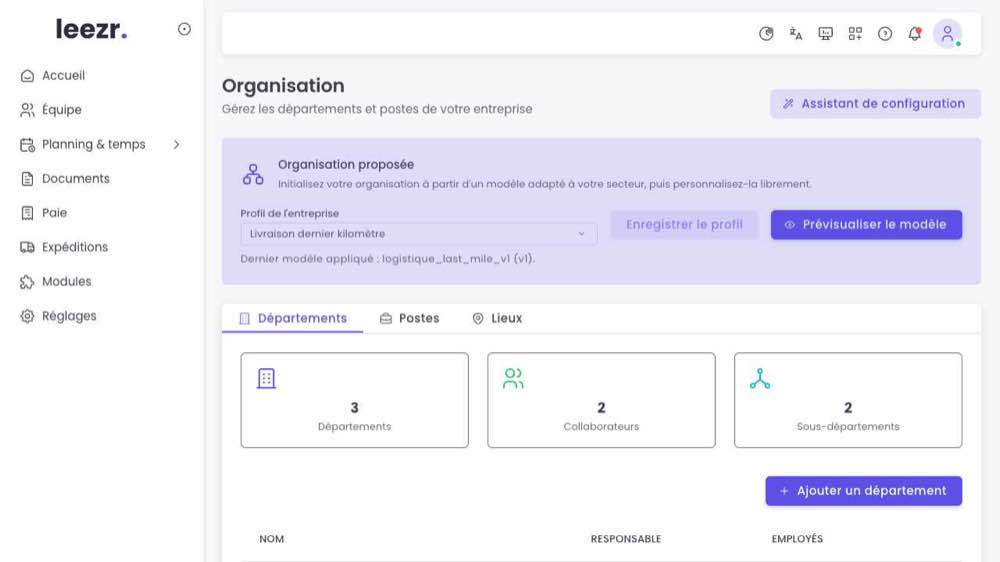 leezr.
Accueil
Équipe
Planning & temps
Documents
Paie
Expéditions
Modules
Réglages
Organisation
Gérez les départements et postes de votre entreprise
Assistant de configuration
Organisation proposée
Initialisez votre organisation à partir d'un modèle adapté à votre secteur, puis personnalisez-la librement.
Profil de l'entreprise
Livraison dernier kilomètre
Enregistrer le profil
Prévisualiser le modèle
Dernier modèle appliqué : logistique_last_mile_v1 (v1).
Départements
Postes
Lieux
3
Départements
2
Collaborateurs
2
Sous-départements
+ Ajouter un département
NOM
RESPONSABLE
EMPLOYÉS